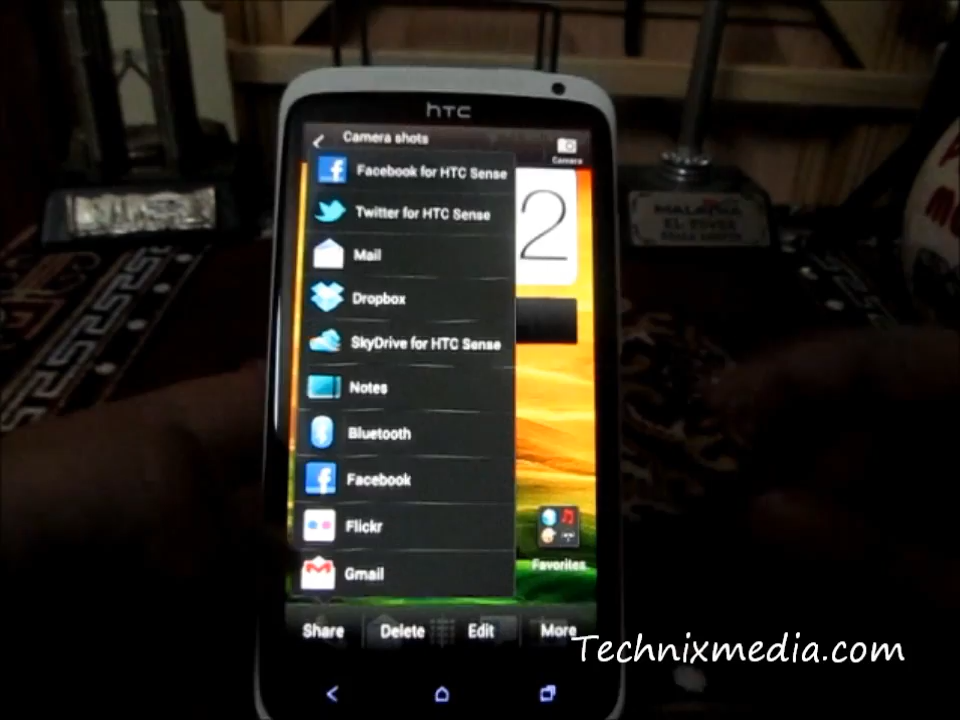 hTC
Camera shots
Camera
Facebook for HTC Sense
Twitter for HTC Sense
2
Mail
Dropbox
SkyDrive for HTC Sense
Notes
Bluetooth
Facebook
Flickr
Favorites
Gmail
Share Delete Edit More
Technixmedia.com